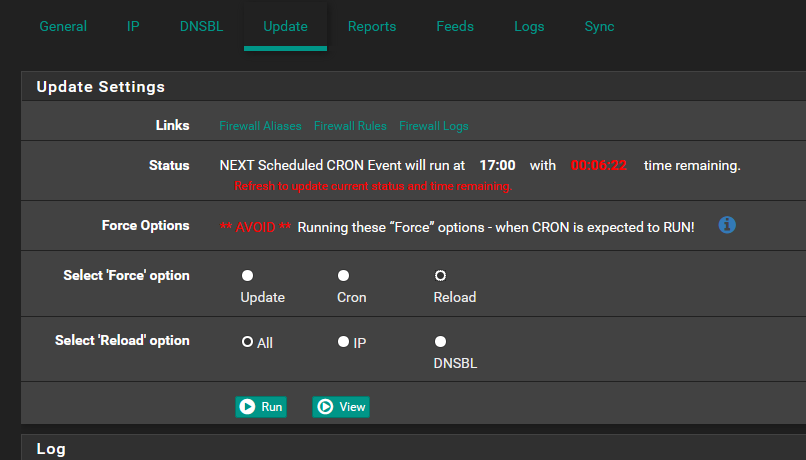 General IP DNSBL Update Reports Feeds Logs Sync
Update Settings
Links Firewall Aliases Firewall Rules Firewall Logs
Status NEXT Scheduled CRON Event will run at 17:00 with 00:06:22 time remaining.
Refresh to update current status and time remaining.
Force Options ** AVOID ** Running these “Force” options - when CRON is expected to RUN!
Select 'Force' option
Update Cron Reload
Select 'Reload' option All IP
DNSBL
Run View
Log